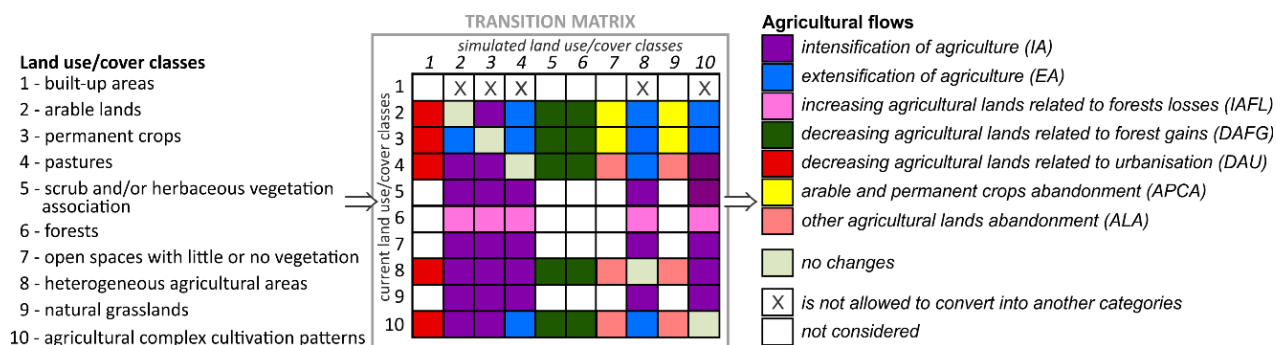 Land use/cover classes
1 - built-up areas
2 - arable lands
3 - permanent crops
4 - pastures
5 - scrub and/or herbaceous vegetation
association
6 - forests
7 - open spaces with little or no vegetation
8 - heterogeneous agricultural areas
9 - natural grasslands
10 - agricultural complex cultivation patterns
TRANSITION MATRIX
simulated land use/cover classes
1 2 3 4 5 6 7 8 9 10
current land use/cover classes
1 X X X X X
2
3
4
5
6
7
8
9
10
Agricultural flows
intensification of agriculture (IA)
extensification of agriculture (EA)
increasing agricultural lands related to forests losses (IAFL)
decreasing agricultural lands related to forest gains (DAFG)
decreasing agricultural lands related to urbanisation (DAU)
arable and permanent crops abandonment (APCA)
other agricultural lands abandonment (ALA)
no changes
X is not allowed to convert into another categories
not considered